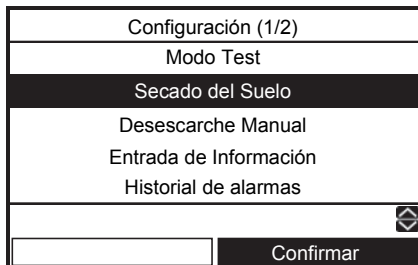 Configuración (1/2)
Modo Test
Secado del Suelo
Desescarche Manual
Entrada de Información
Historial de alarmas
Confirmar